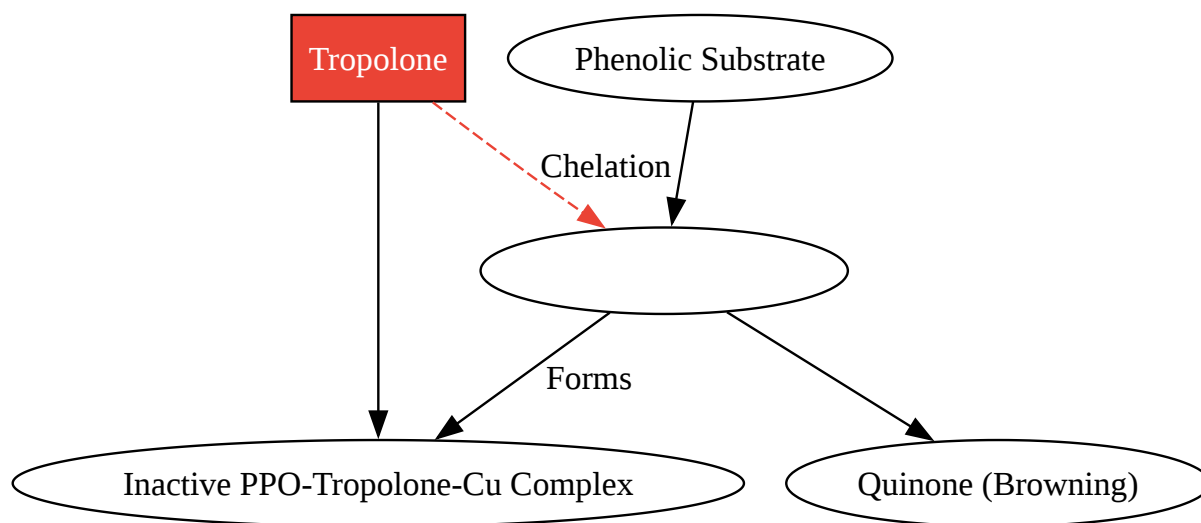 Tropolone
Phenolic Substrate
Chelation
Forms
Inactive PPO-Tropolone-Cu Complex
Quinone (Browning)